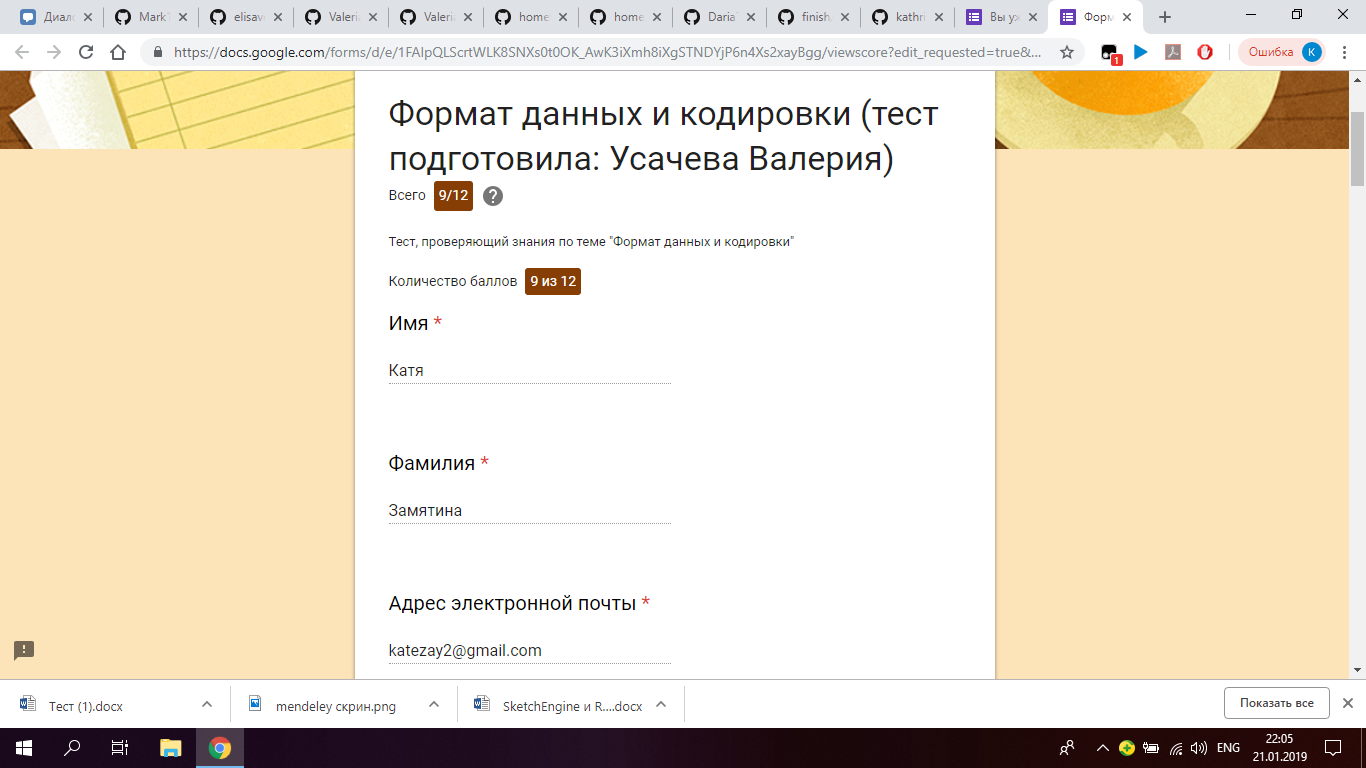 Диало
Mark
elisav
Valeri
Valeri
home
home
Daria
finish
kathri
Вы уж
Форм
https://docs.google.com/forms/d/e/1FAIpQLScrtWLK8SNXs0t0OK_AwK3iXmh8iXgSTNDYjP6n4Xs2xayBgg/viewscore?edit_requested=true&...
1
Ошибка
К
Формат данных и кодировки (тест
подготовила: Усачева Валерия)
Всего 9/12 ?
Тест, проверяющий знания по теме "Формат данных и кодировки"
Количество баллов 9 из 12
Имя *
Катя
Фамилия *
Замятина
Адрес электронной почты *
katezay2@gmail.com
Тест (1).docx
mendeley скрин.png
SketchEngine и R....docx
Показать все
ENG
22:05
21.01.2019